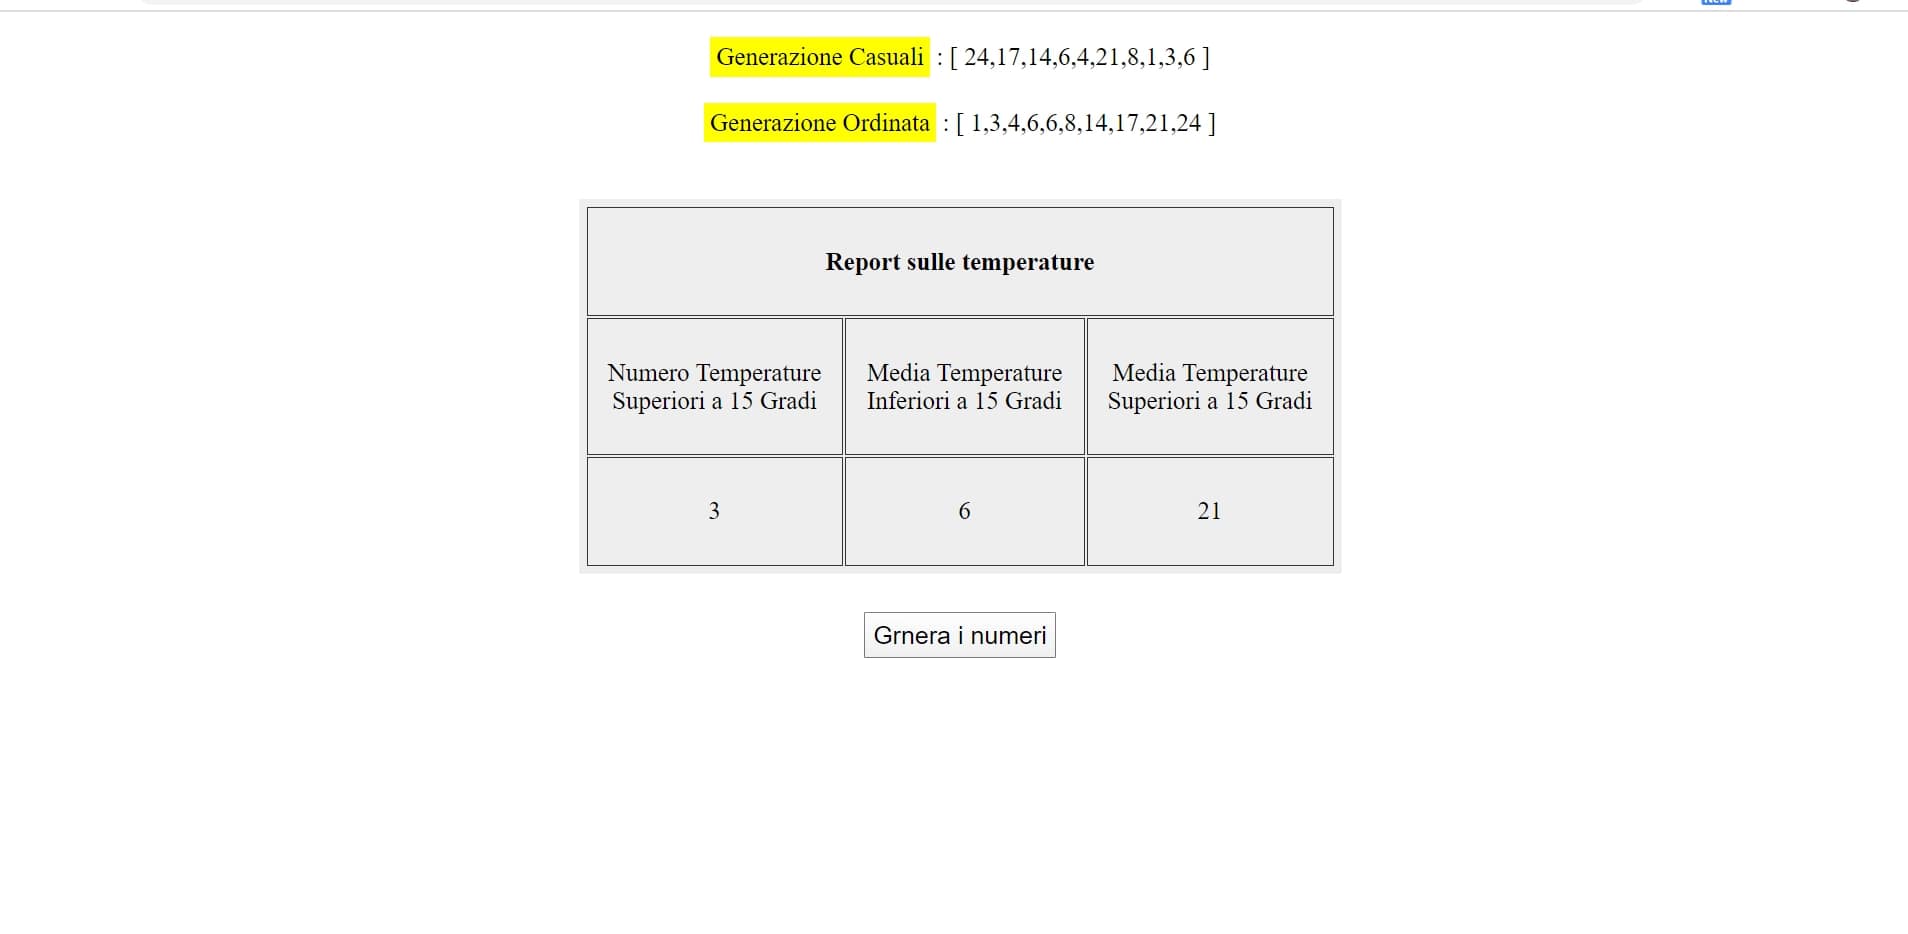 New
Generazione Casuali : [ 24,17,14,6,4,21,8,1,3,6 ]
Generazione Ordinata : [ 1,3,4,6,6,8,14,17,21,24 ]
Report sulle temperature
Numero Temperature
Superiori a 15 Gradi
Media Temperature
Inferiori a 15 Gradi
Media Temperature
Superiori a 15 Gradi
3
6
21
Grnera i numeri